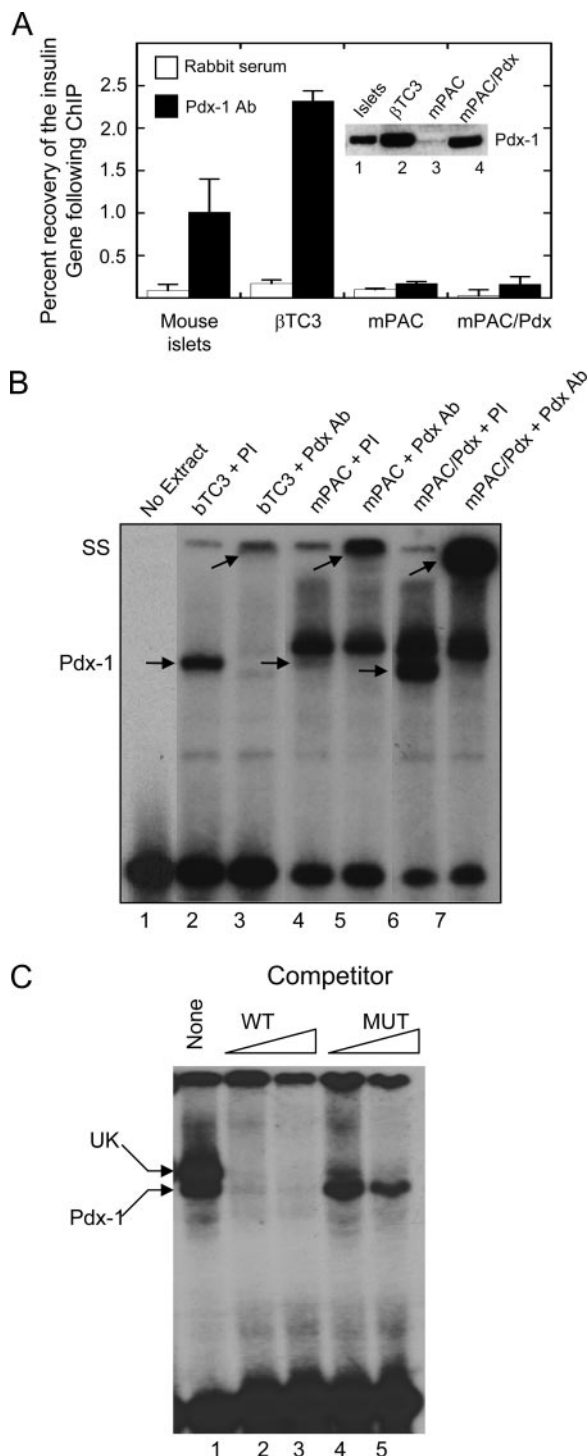 A
Percent recovery of the insulin
Gene following ChIP
2.5
2.0
1.5
1.0
0.5
Rabbit serum
Pdx-1 Ab
Islets
βTC3
mPAC
mPAC/Pdx
Pdx-1
1 2 3 4
Mouse
islets
βTC3
mPAC
mPAC/Pdx
B
No Extract
bTC3 + PI
bTC3 + Pdx Ab
mPAC + PI
mPAC + Pdx Ab
mPAC/Pdx + PI
mPAC/Pdx + Pdx Ab
SS
Pdx-1
1 2 3 4 5 6 7
C
Competitor
None
WT
MUT
UK
Pdx-1
1 2 3 4 5